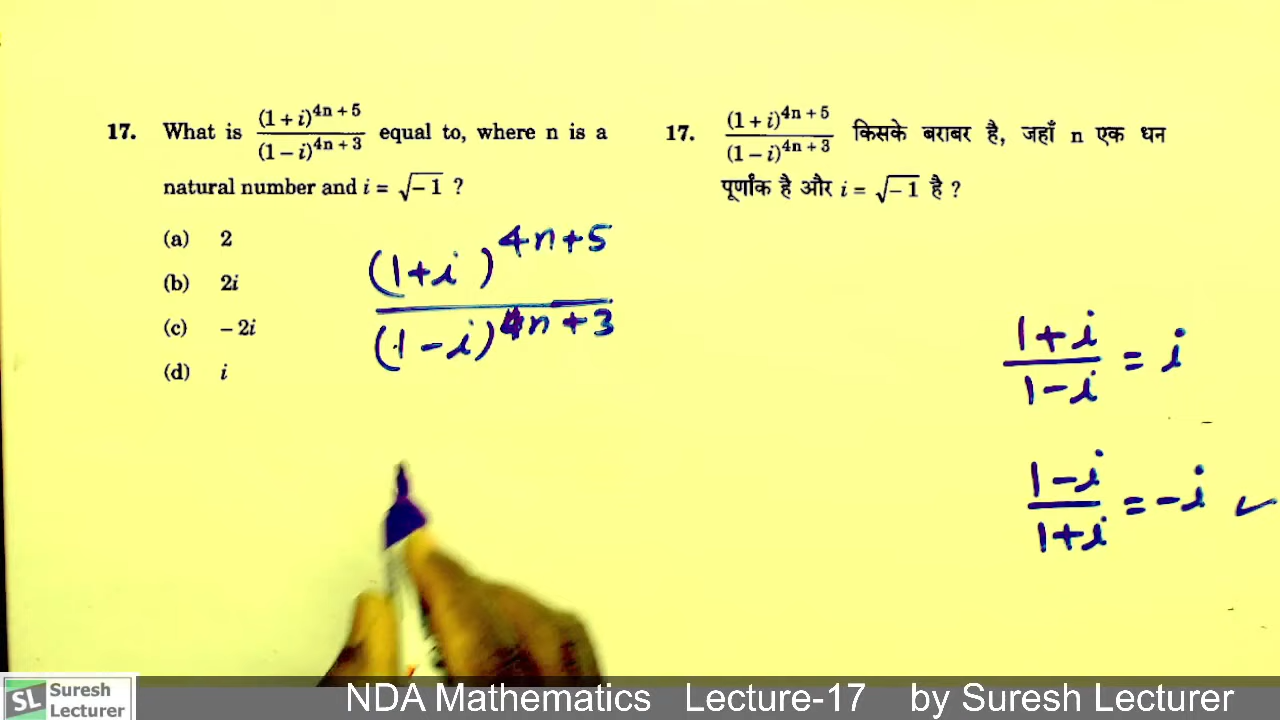 17. What is (1 + i)^{4n + 5} / (1 – i)^{4n + 3} equal to, where n is a
natural number and i = √–1 ?
(a) 2
(b) 2i
(c) – 2i
(d) i
17. (1 + i)^{4n + 5} / (1 – i)^{4n + 3} किसके बराबर है, जहाँ n एक धन
पूर्णांक है और i = √–1 है ?
(1+i)^{4n+5}
(1-i)^{4n+3}
1+i / 1-i = i
1-i / 1+i = -i ✓
SL Suresh
Lecturer
NDA Mathematics Lecture-17 by Suresh Lecturer